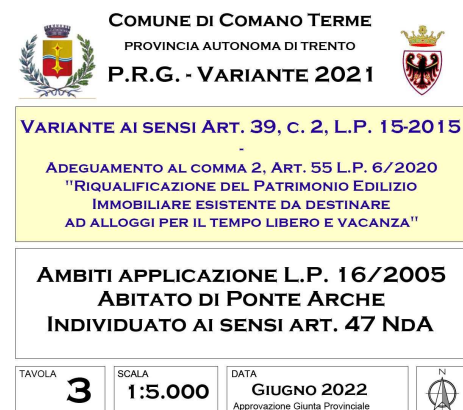 COMUNE DI COMANO TERME
PROVINCIA AUTONOMA DI TRENTO
P.R.G. - VARIANTE 2021
VARIANTE AI SENSI ART. 39, C. 2, L.P. 15-2015
-
ADEGUAMENTO AL COMMA 2, ART. 55 L.P. 6/2020
"RIQUALIFICAZIONE DEL PATRIMONIO EDILIZIO
IMMOBILIARE ESISTENTE DA DESTINARE
AD ALLOGGI PER IL TEMPO LIBERO E VACANZA"
AMBITI APPLICAZIONE L.P. 16/2005
ABITATO DI PONTE ARCHE
INDIVIDUATO AI SENSI ART. 47 NDA
TAVOLA
3
SCALA
1:5.000
DATA
GIUGNO 2022
Approvazione Giunta Provinciale
N